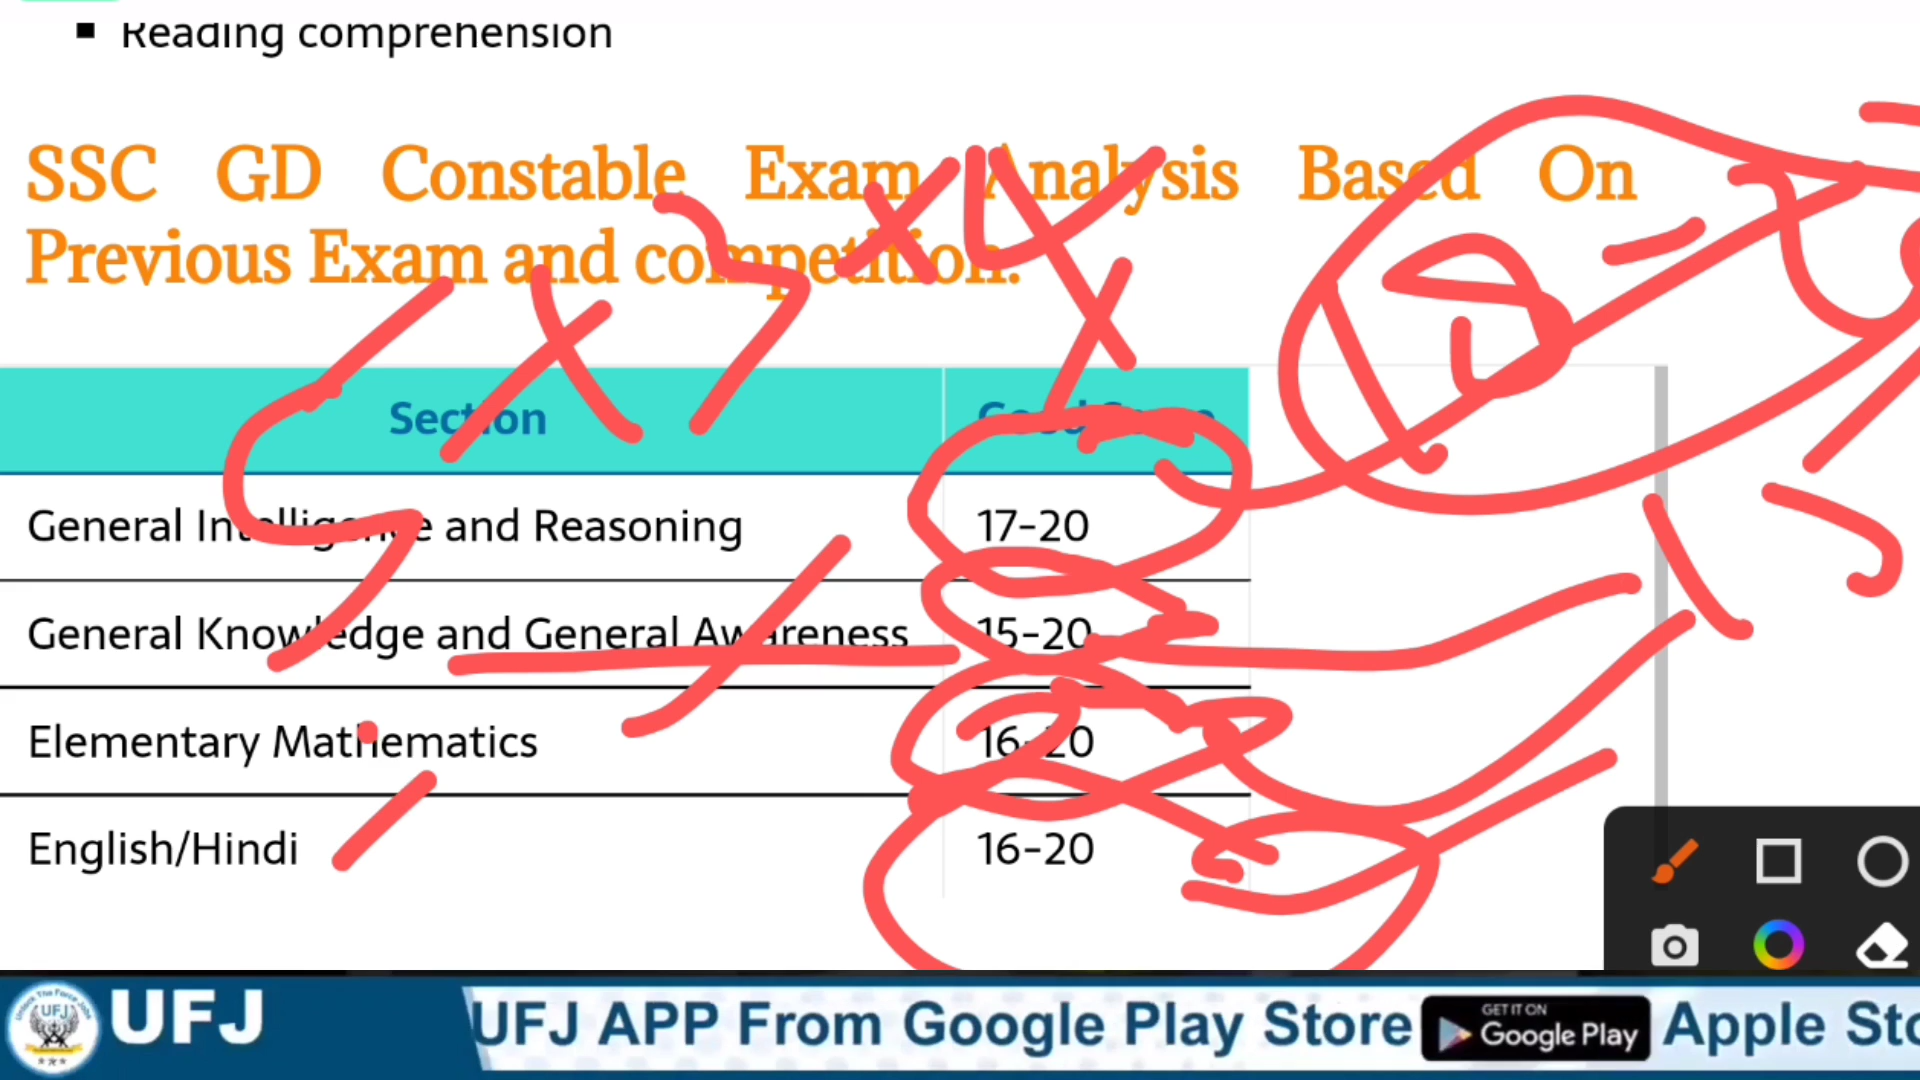 Reading comprehension
SSC GD Constable Exam Analysis Based On
Previous Exam and competition.
Section Good Score
General Intelligence and Reasoning 17-20
General Knowledge and General Awareness 15-20
Elementary Mathematics 16-20
English/Hindi 16-20
UFJ UFJ APP From Google Play Store GET IT ON Google Play Apple Sto